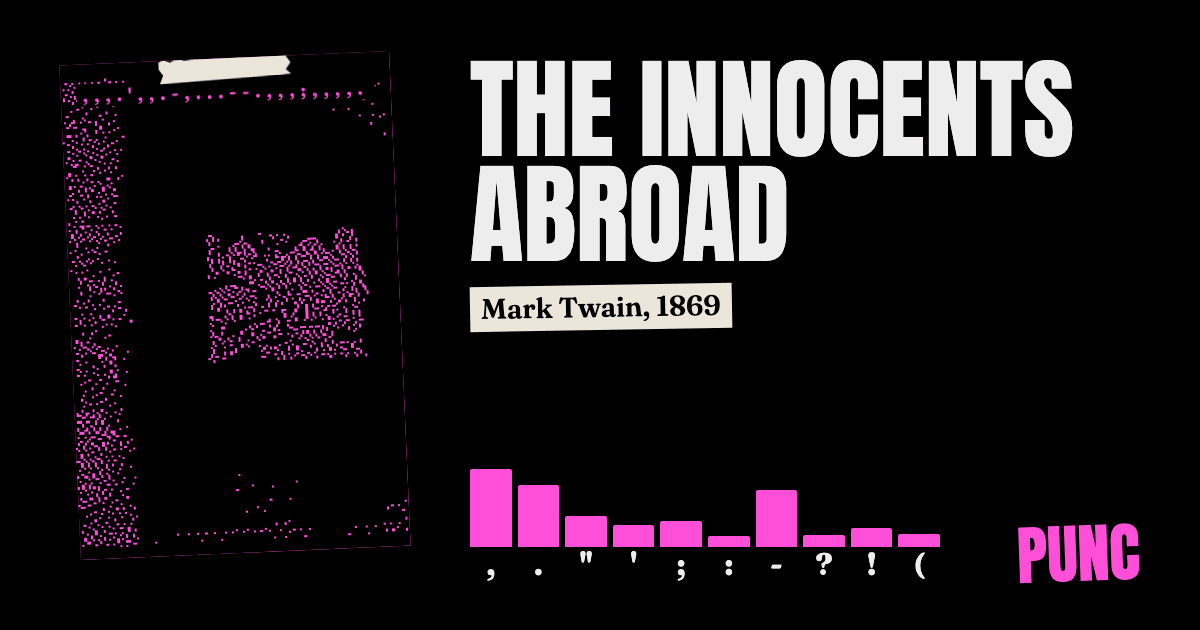 ,,,.',,.-,...--.,,,;,,,,.
THE INNOCENTS
ABROAD
Mark Twain, 1869
, . " ' ; : - ? ! (
PUNC